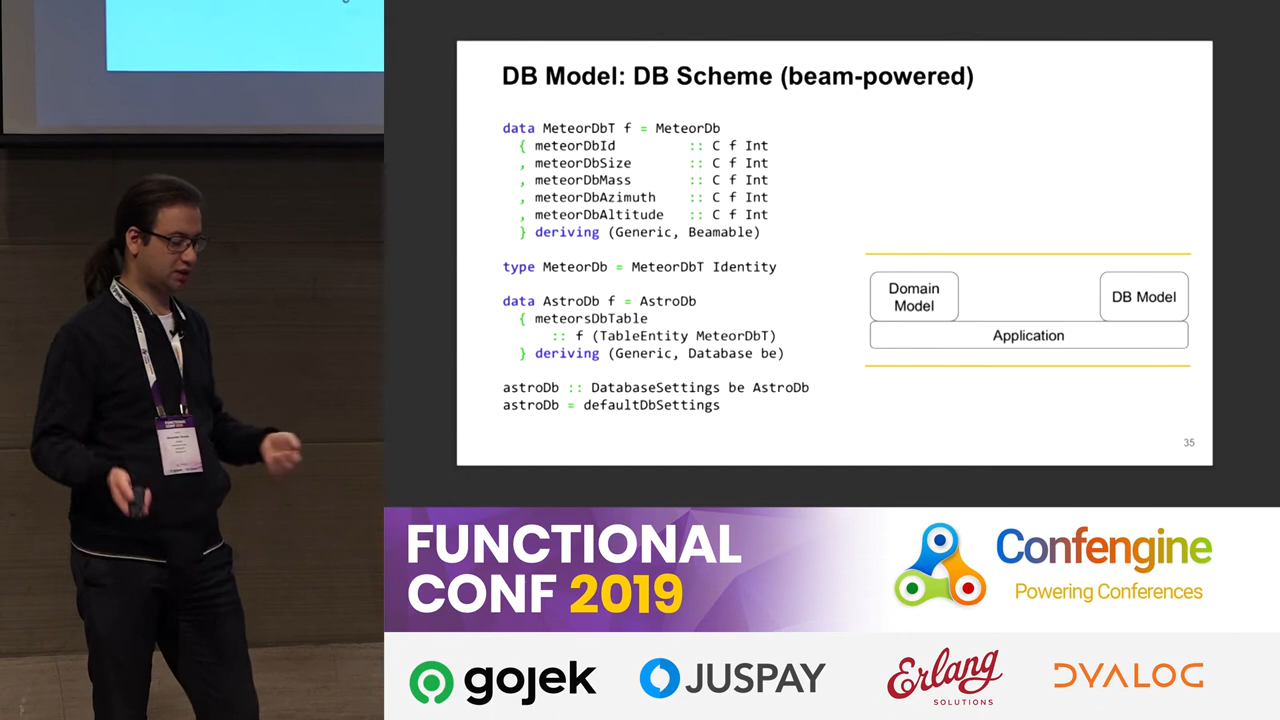 DB Model: DB Scheme (beam-powered)
data MeteorDbT f = MeteorDb
{ meteorDbId :: C f Int
, meteorDbSize :: C f Int
, meteorDbMass :: C f Int
, meteorDbAzimuth :: C f Int
, meteorDbAltitude :: C f Int
} deriving (Generic, Beamable)
type MeteorDb = MeteorDbT Identity
data AstroDb f = AstroDb
{ meteorsDbTable
:: f (TableEntity MeteorDbT)
} deriving (Generic, Database be)
astroDb :: DatabaseSettings be AstroDb
astroDb = defaultDbSettings
Domain
Model
DB Model
Application
35
FUNCTIONAL
CONF 2019
FUNCTIONAL
CONF 2019
Confengine
Powering Conferences
gojek
JUSPAY
Erlang
SOLUTIONS
DYALOG